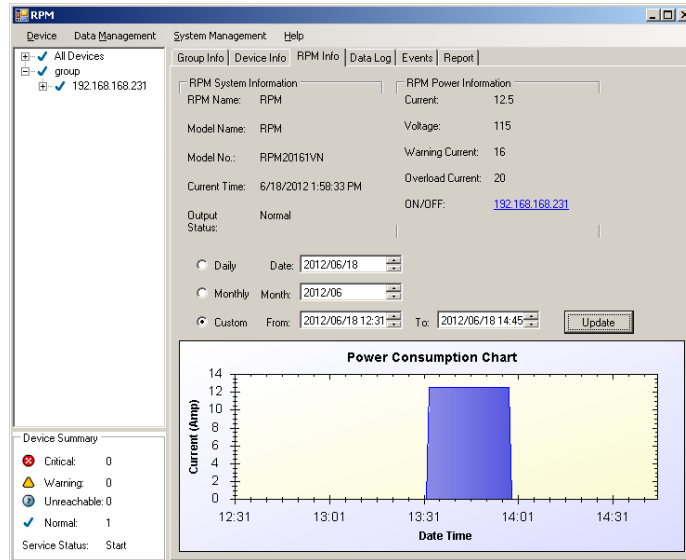 RPM
Device Data Management System Management Help
All Devices
group
192.168.168.231
Group Info Device Info RPM Info Data Log Events Report
RPM System Information
RPM Name: RPM
Model Name: RPM
Model No.: RPM20161VN
Current Time: 6/18/2012 1:58:33 PM
Output Status: Normal
RPM Power Information
Current: 12.5
Voltage: 115
Warning Current: 16
Overload Current: 20
ON/OFF: 192.168.168.231
Daily Date: 2012/06/18
Monthly Month: 2012/06
Custom From: 2012/06/18 12:31 To: 2012/06/18 14:45 Update
Power Consumption Chart
Current (Amp)
14
12
10
8
6
4
2
0
12:31 13:01 13:31 14:01 14:31
Date Time
Device Summary
Critical: 0
Warning: 0
Unreachable: 0
Normal: 1
Service Status: Start